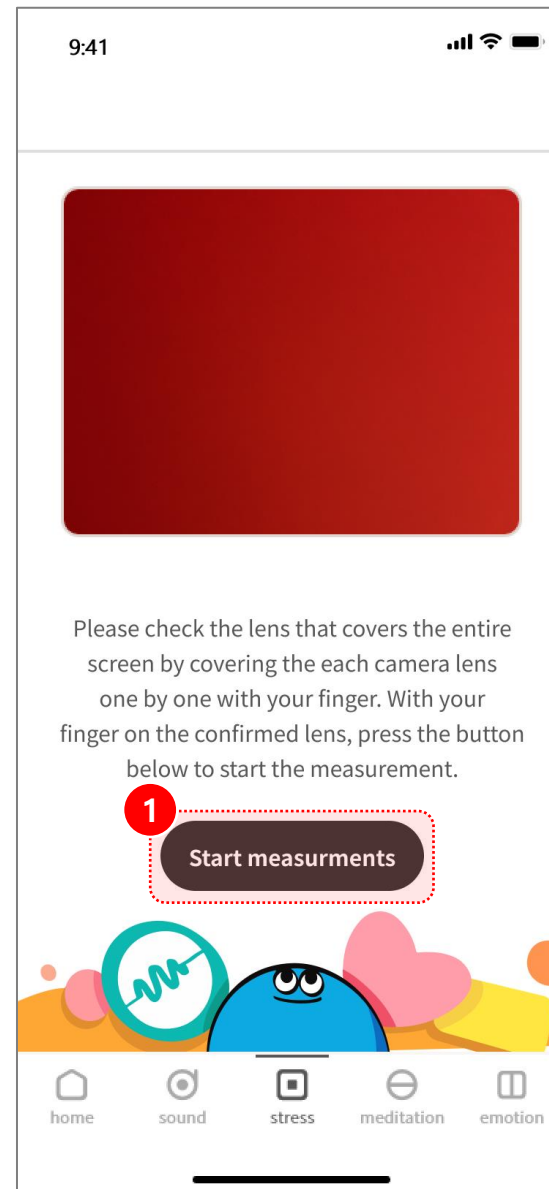 9:41
Please check the lens that covers the entire
screen by covering the each camera lens
one by one with your finger. With your
finger on the confirmed lens, press the button
below to start the measurement.
1
Start measurments
home sound stress meditation emotion